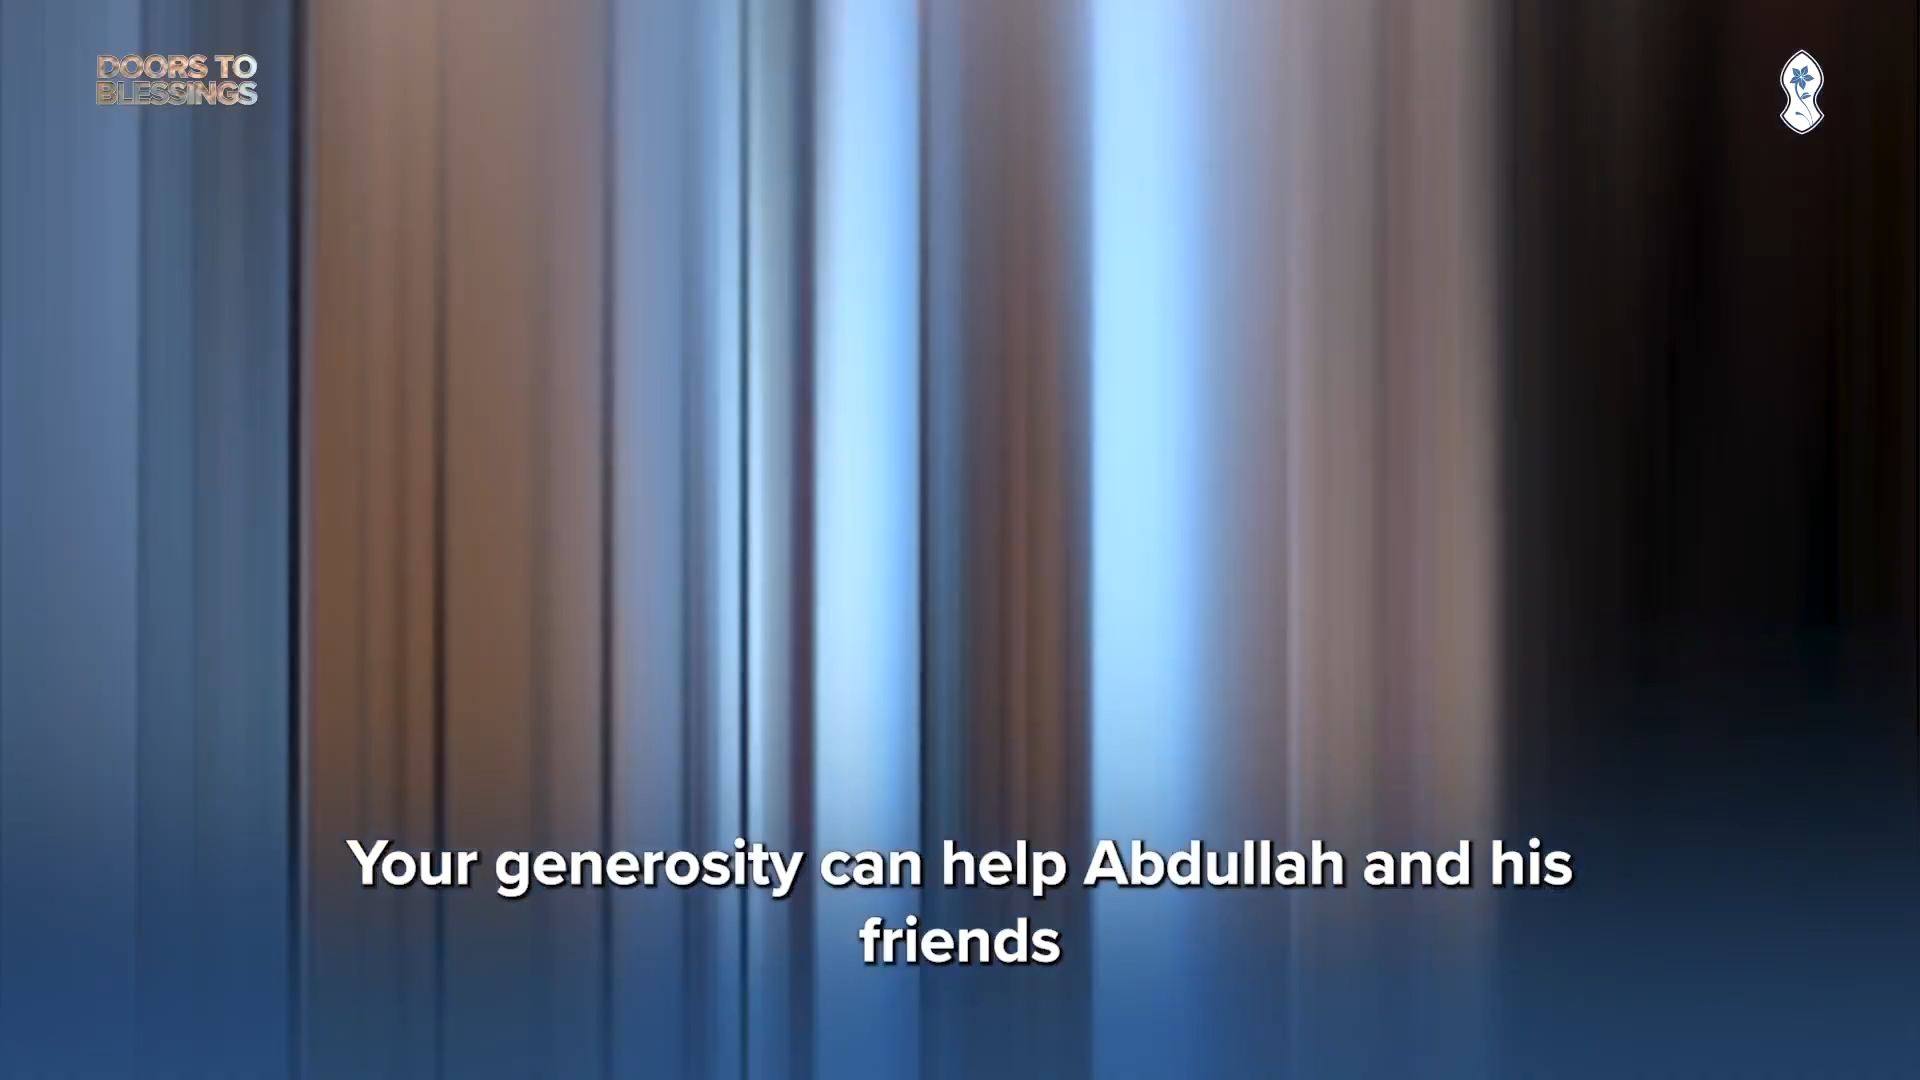 DOORS TO
BLESSINGS
Your generosity can help Abdullah and his
friends